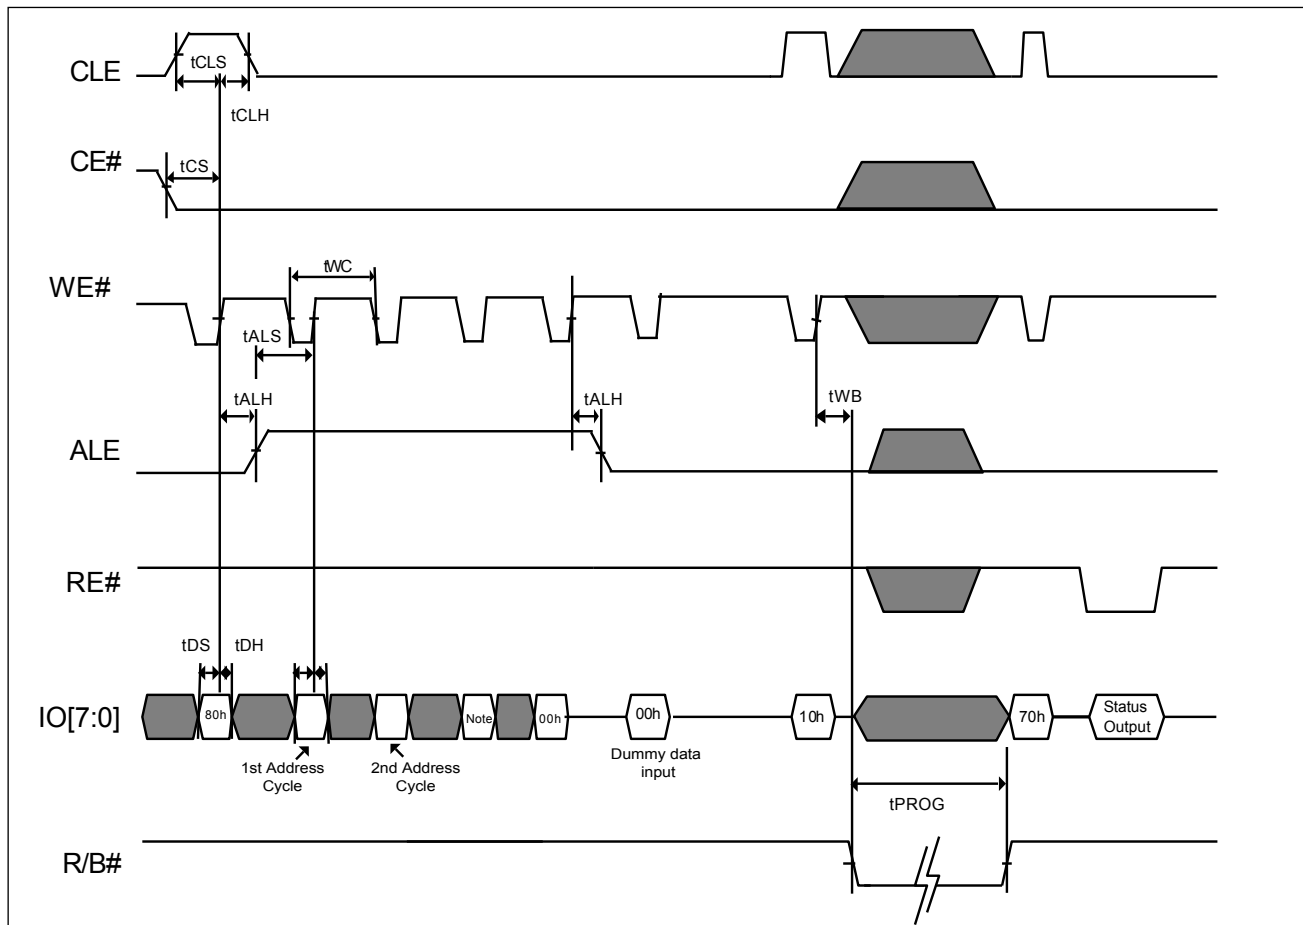 CLE
tCLS
tCLH
CE#
tCS
WE#
tWC
tALS
tALH
tALH
tWB
ALE
RE#
tDS
tDH
IO[7:0]
80h
Note
00h
00h
10h
70h
Status
Output
1st Address
Cycle
2nd Address
Cycle
Dummy data
input
tPROG
R/B#